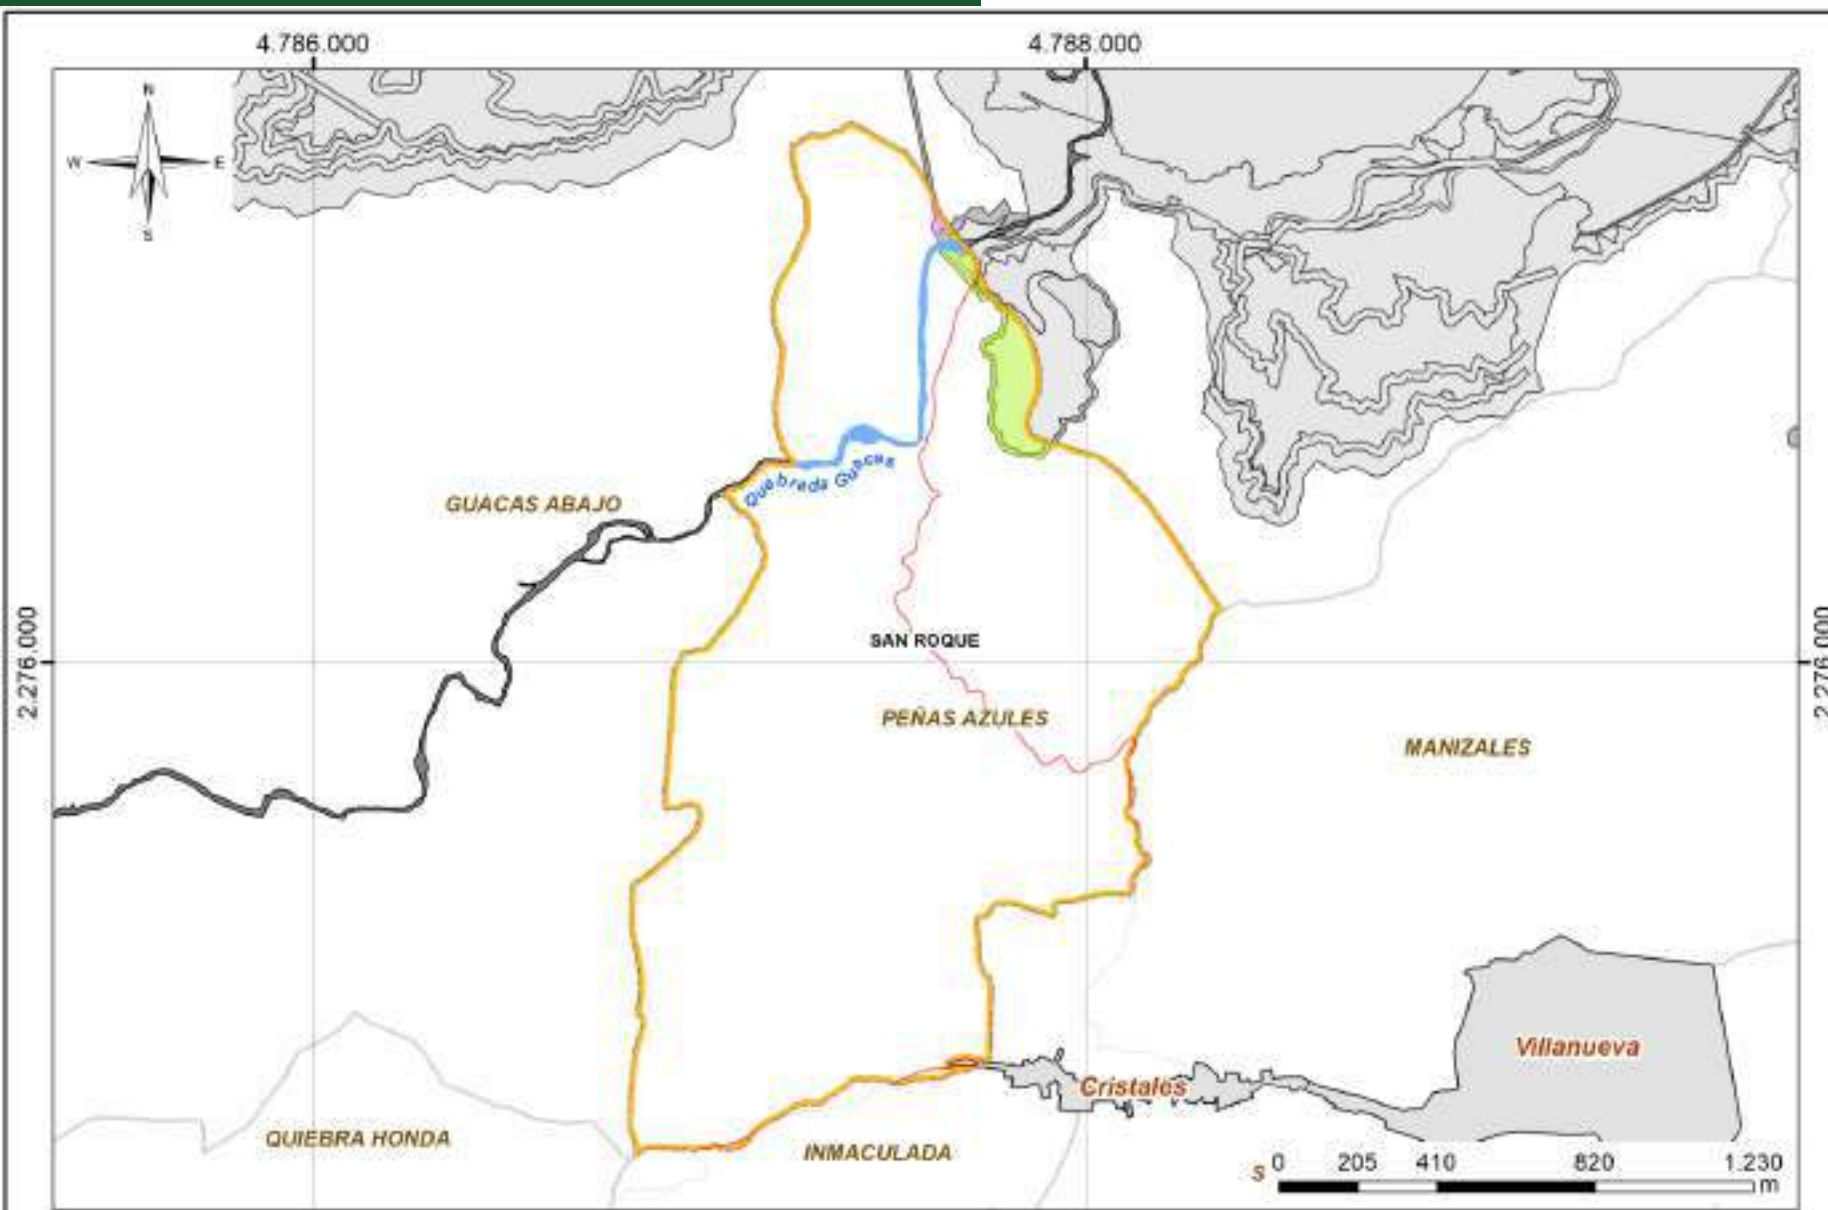 4.786.000
4.788.000
N
W
E
S
Quebrada Guacas
GUACAS ABAJO
SAN ROQUE
2.276.000
2.276.000
PEÑAS AZULES
MANIZALES
Villanueva
Cristales
QUIEBRA HONDA
INMACULADA
S
0
205
410
820
1.230
m